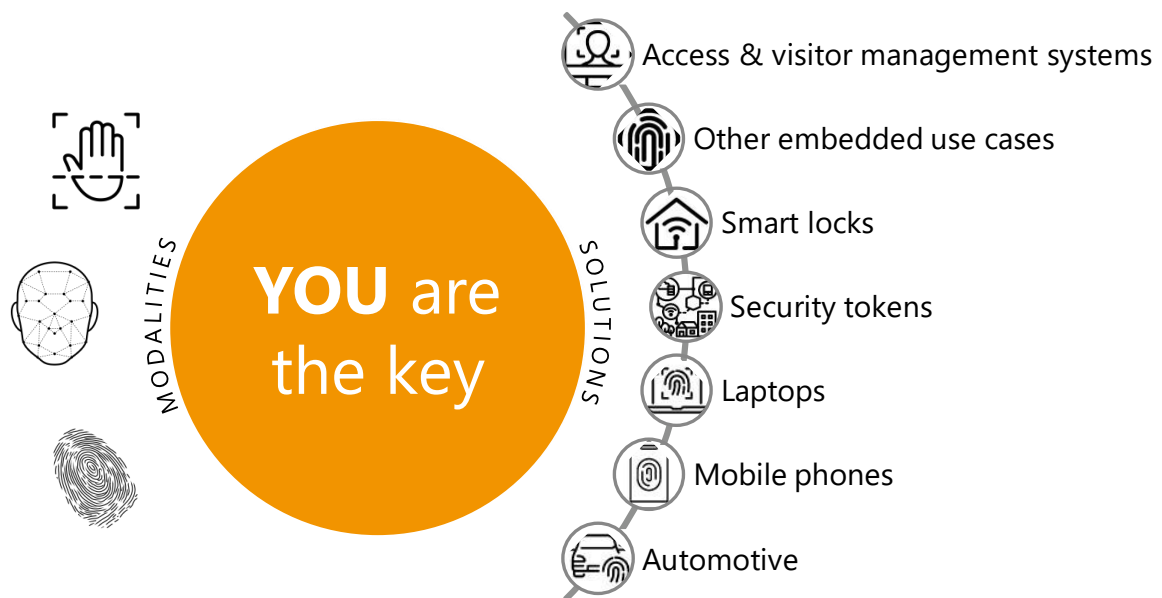 MODALITIES
YOU are
the key
SOLUTIONS
Access & visitor management systems
Other embedded use cases
Smart locks
Security tokens
Laptops
Mobile phones
Automotive